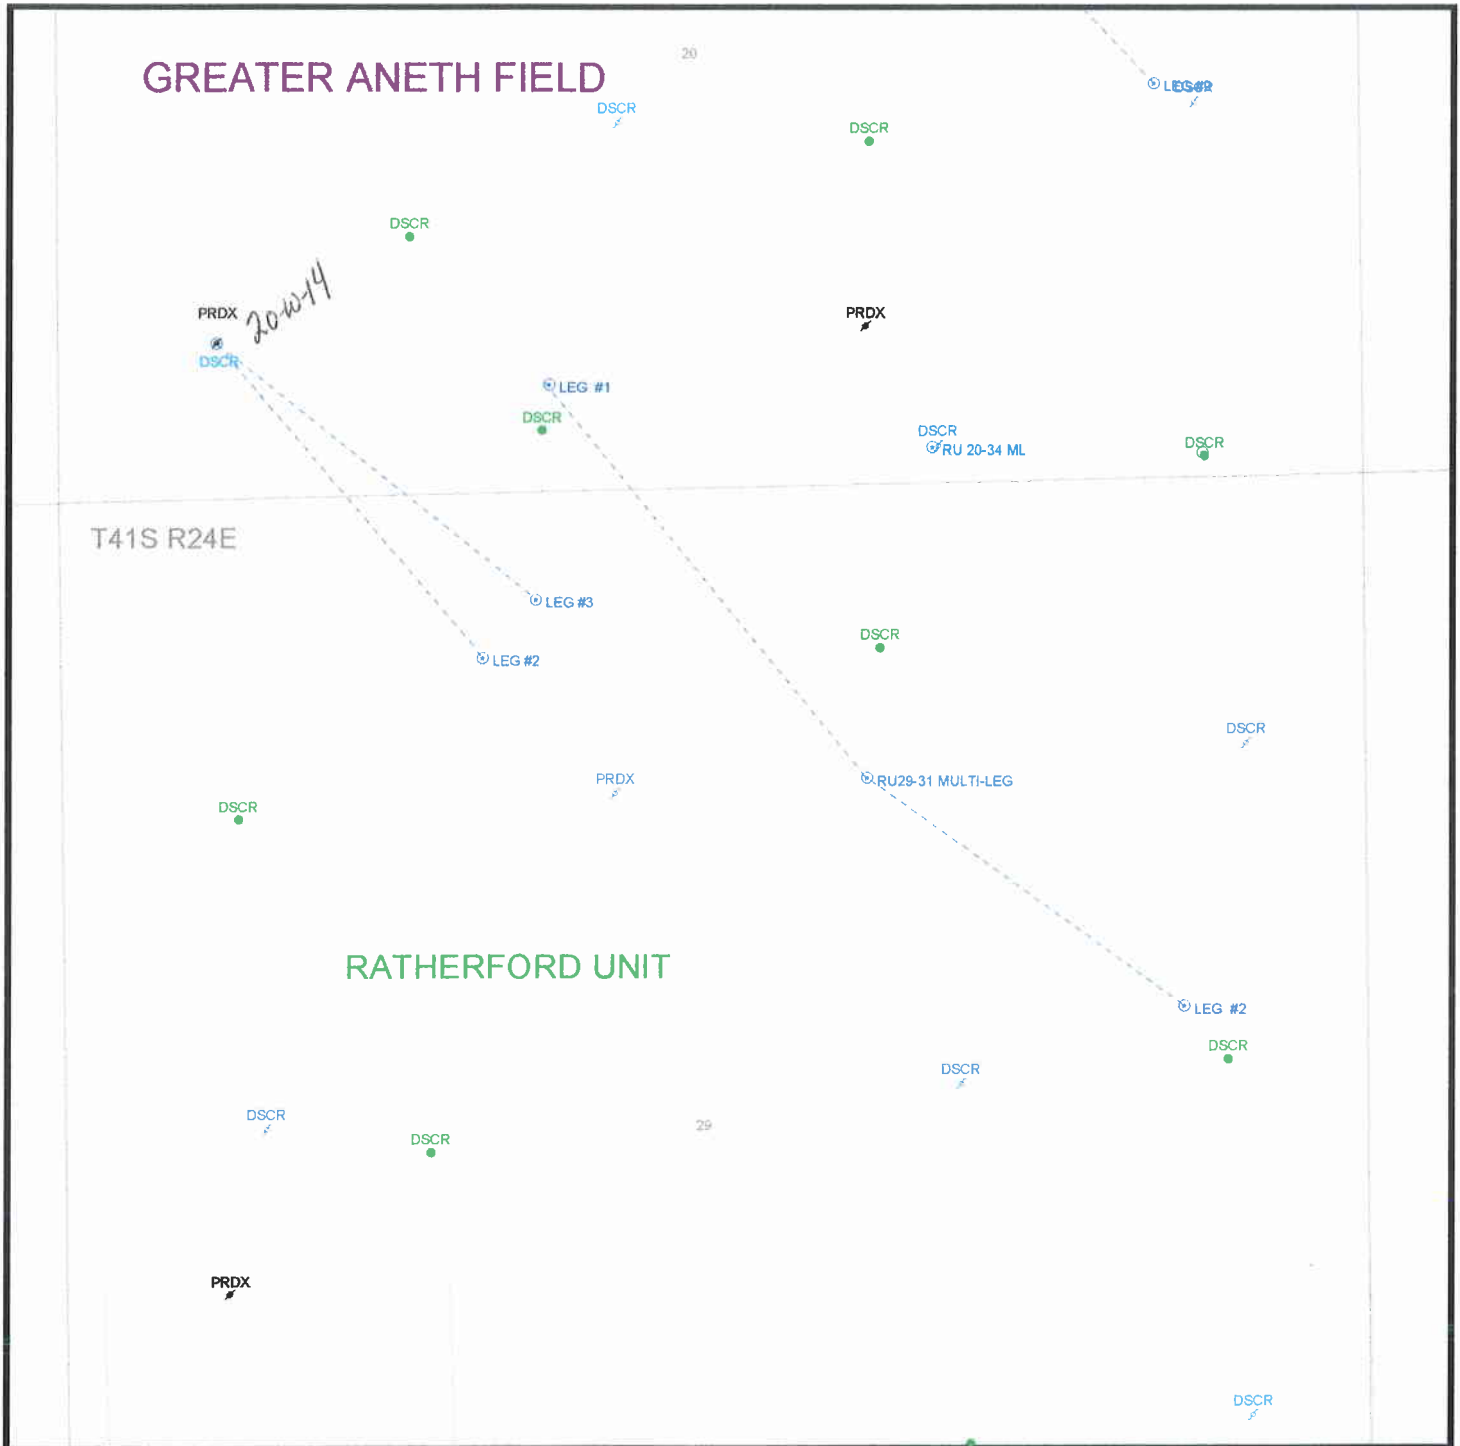 20
GREATER ANETH FIELD
LEG #2
DSCR
DSCR
DSCR
PRDX
20-W-14
DSCR
PRDX
LEG #1
DSCR
DSCR
RU 20-34 ML
DSCR
T41S R24E
LEG #3
LEG #2
DSCR
DSCR
PRDX
RU29-31 MULTI-LEG
DSCR
RATHERFORD UNIT
LEG #2
DSCR
DSCR
DSCR
29
DSCR
PRDX
DSCR